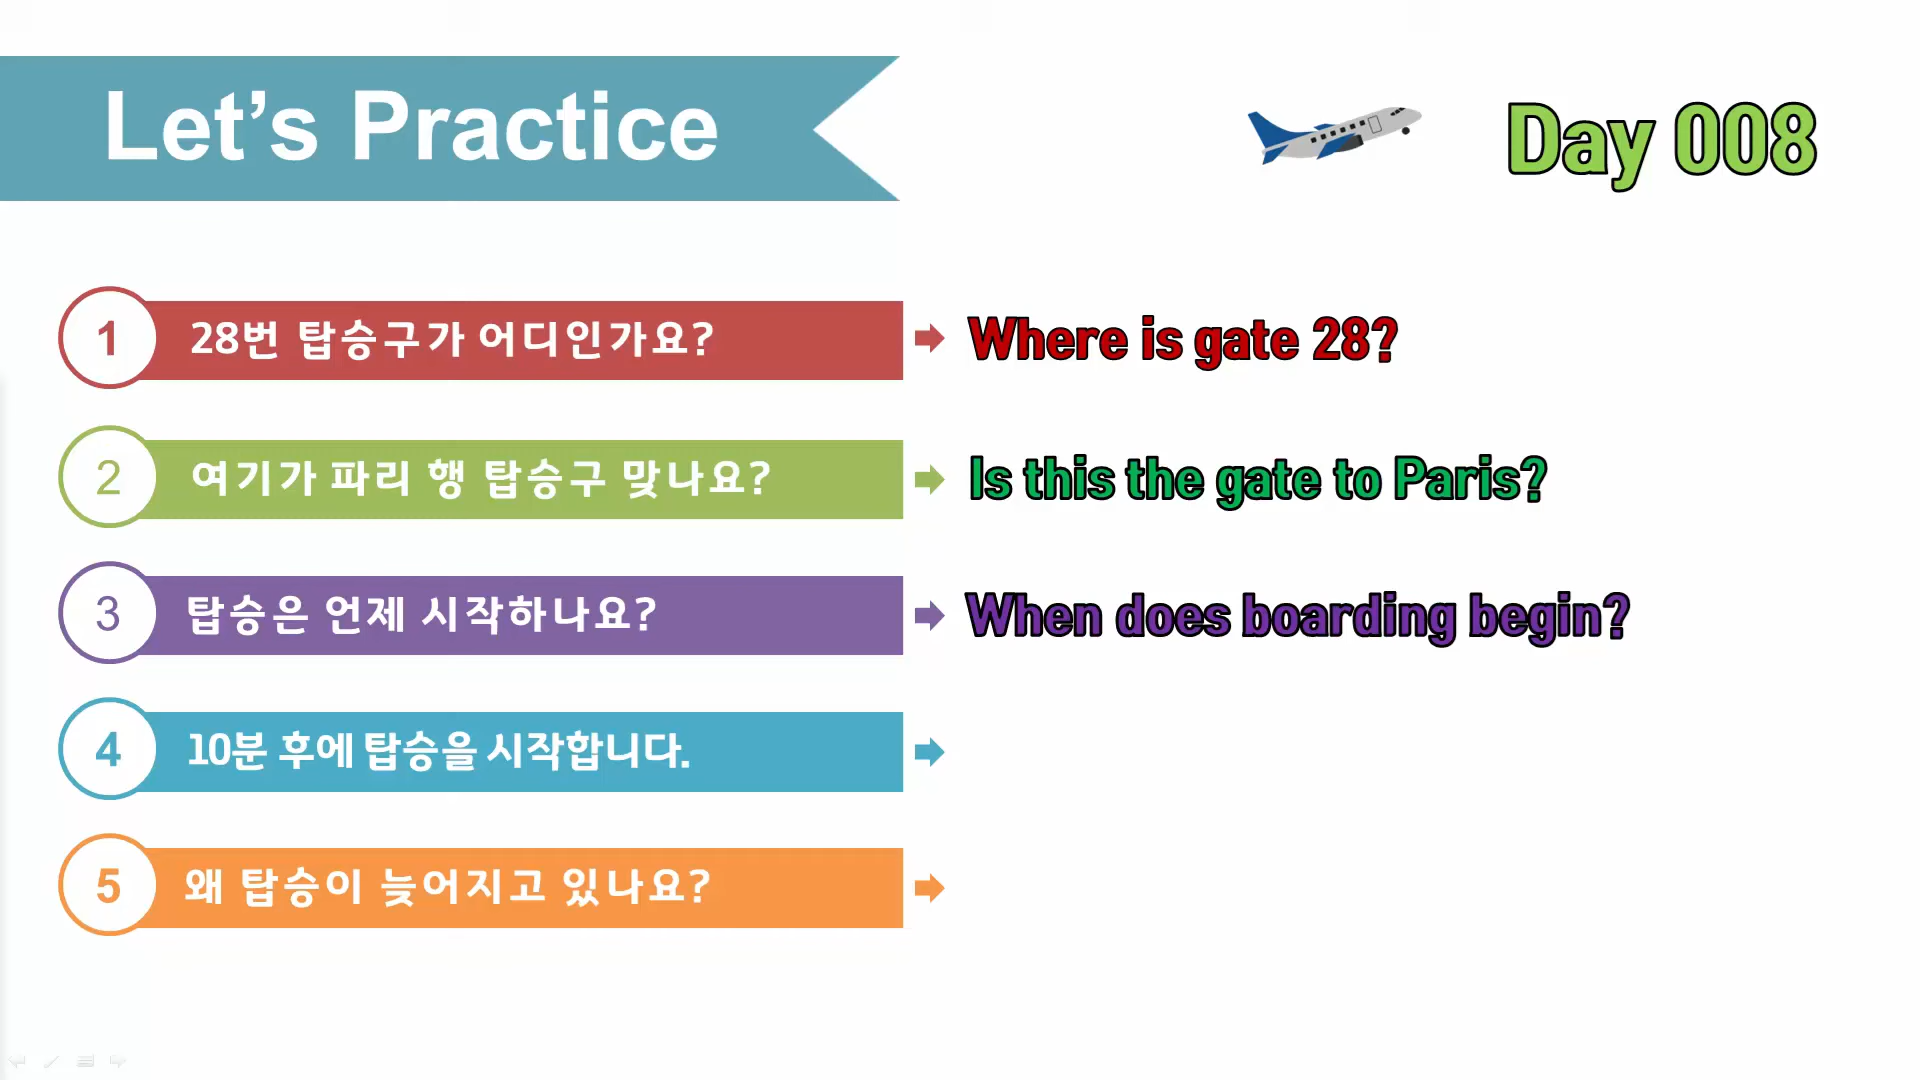 Let's Practice
Day 008
1 28번 탑승구가 어디인가요? Where is gate 28?
2 여기가 파리 행 탑승구 맞나요? Is this the gate to Paris?
3 탑승은 언제 시작하나요? When does boarding begin?
4 10분 후에 탑승을 시작합니다.
5 왜 탑승이 늦어지고 있나요?